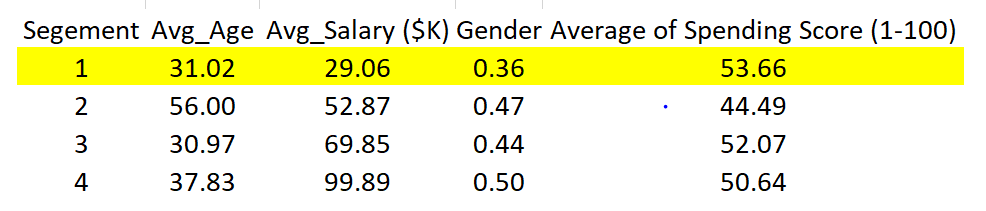 Segement Avg_Age Avg_Salary ($K) Gender Average of Spending Score (1-100)
1 31.02 29.06 0.36 53.66
2 56.00 52.87 0.47 44.49
3 30.97 69.85 0.44 52.07
4 37.83 99.89 0.50 50.64